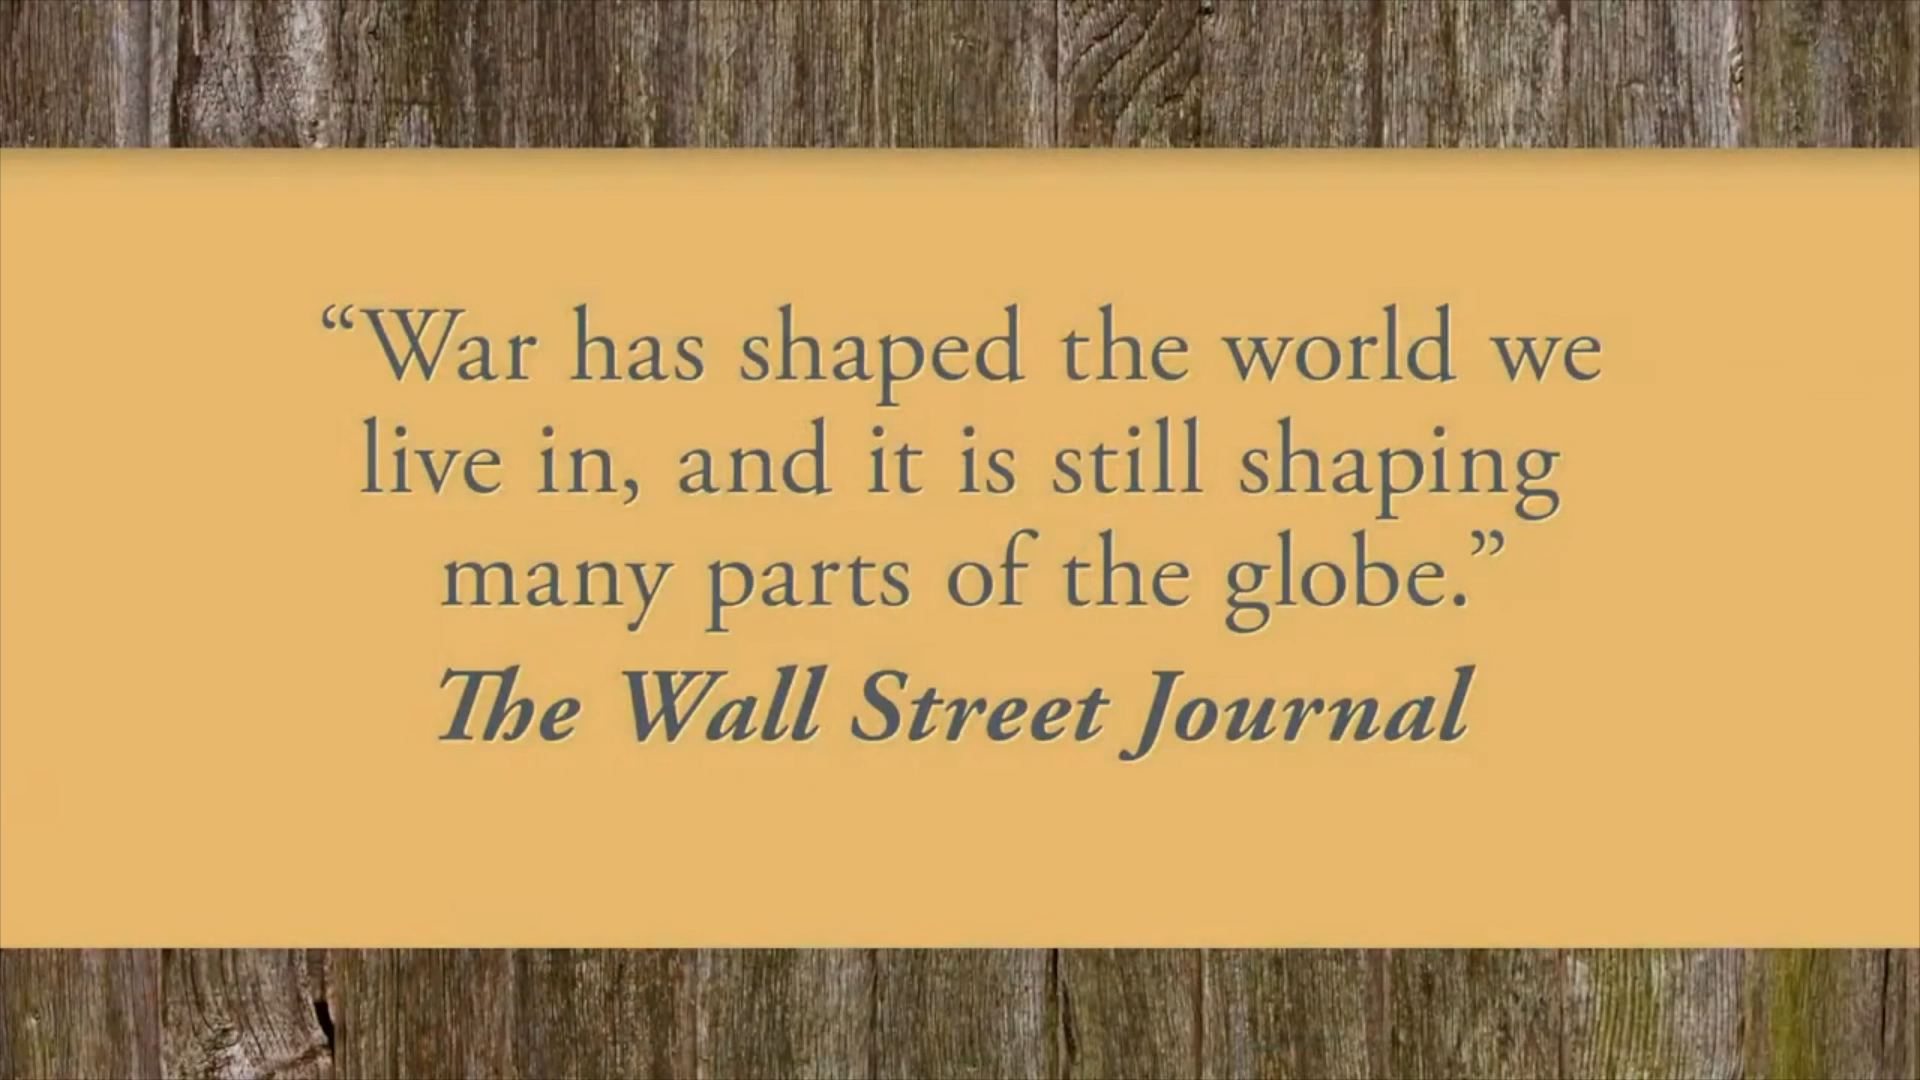 “War has shaped the world we
live in, and it is still shaping
many parts of the globe.”
The Wall Street Journal